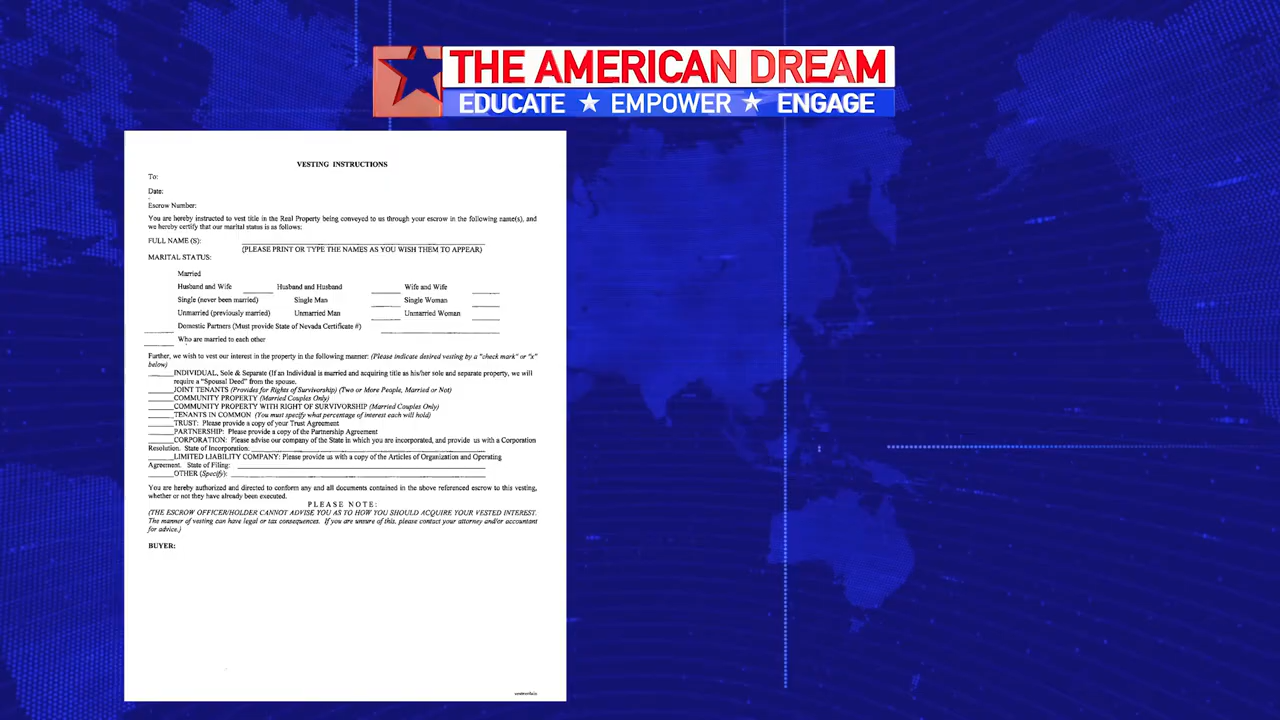 THE AMERICAN DREAM
EDUCATE ★ EMPOWER ★ ENGAGE
VESTING INSTRUCTIONS
To:
Date:
Escrow Number:
You are hereby instructed to vest title in the Real Property being conveyed to us through your escrow in the following name(s), and
we hereby certify that our marital status is as follows:
FULL NAME (S):
(PLEASE PRINT OR TYPE THE NAMES AS YOU WISH THEM TO APPEAR)
MARITAL STATUS:
Married
Husband and Wife Husband and Husband Wife and Wife
Single (never been married) Single Man Single Woman
Unmarried (previously married) Unmarried Man Unmarried Woman
Domestic Partners (Must provide State of Nevada Certificate #)
Who are married to each other
Further, we wish to vest our interest in the property in the following manner: (Please indicate desired vesting by a "check mark" or "x"
below)
INDIVIDUAL, Sole & Separate (If an Individual is married and acquiring title as his/her sole and separate property, we will
require a "Spousal Deed" from the spouse.
JOINT TENANTS (Provides for Rights of Survivorship) (Two or More People, Married or Not)
COMMUNITY PROPERTY (Married Couples Only)
COMMUNITY PROPERTY WITH RIGHT OF SURVIVORSHIP (Married Couples Only)
TENANTS IN COMMON (You must specify what percentage of interest each will hold)
TRUST: Please provide a copy of your Trust Agreement
PARTNERSHIP: Please provide a copy of the Partnership Agreement
CORPORATION: Please advise our company of the State in which you are incorporated, and provide us with a Corporation
Resolution. State of Incorporation:
LIMITED LIABILITY COMPANY: Please provide us with a copy of the Articles of Organization and Operating
Agreement. State of Filing:
OTHER (Specify):
You are hereby authorized and directed to conform any and all documents contained in the above referenced escrow to this vesting,
whether or not they have already been executed.
PLEASE NOTE:
(THE ESCROW OFFICER/HOLDER CANNOT ADVISE YOU AS TO HOW YOU SHOULD ACQUIRE YOUR VESTED INTEREST.
The manner of vesting can have legal or tax consequences. If you are unsure of this, please contact your attorney and/or accountant
for advice.)
BUYER: